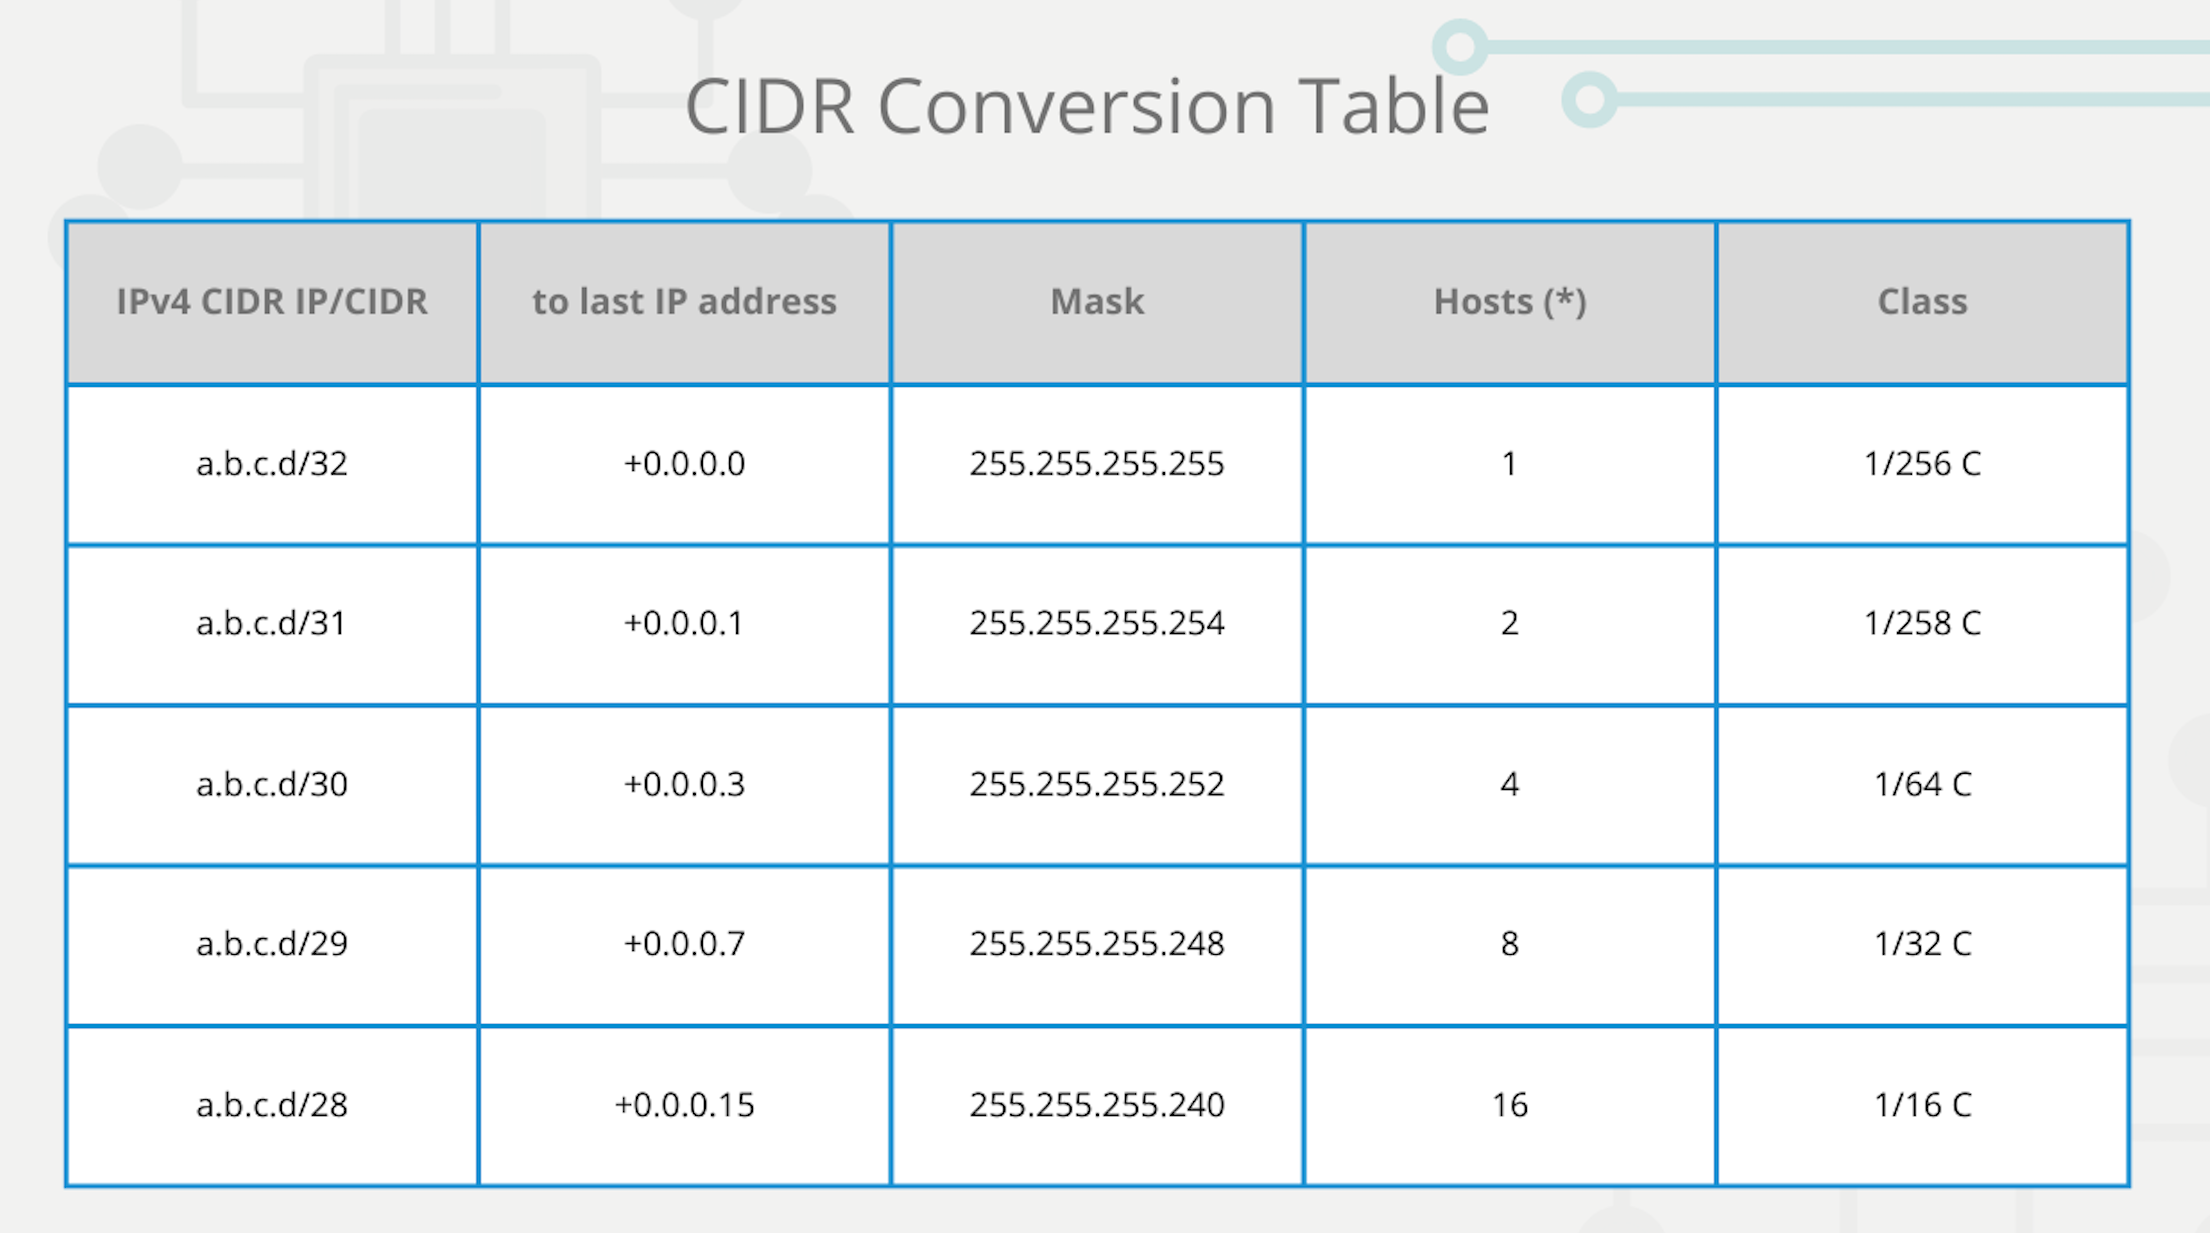 CIDR Conversion Table
IPv4 CIDR IP/CIDR to last IP address Mask Hosts (*) Class
a.b.c.d/32 +0.0.0.0 255.255.255.255 1 1/256 C
a.b.c.d/31 +0.0.0.1 255.255.255.254 2 1/258 C
a.b.c.d/30 +0.0.0.3 255.255.255.252 4 1/64 C
a.b.c.d/29 +0.0.0.7 255.255.255.248 8 1/32 C
a.b.c.d/28 +0.0.0.15 255.255.255.240 16 1/16 C